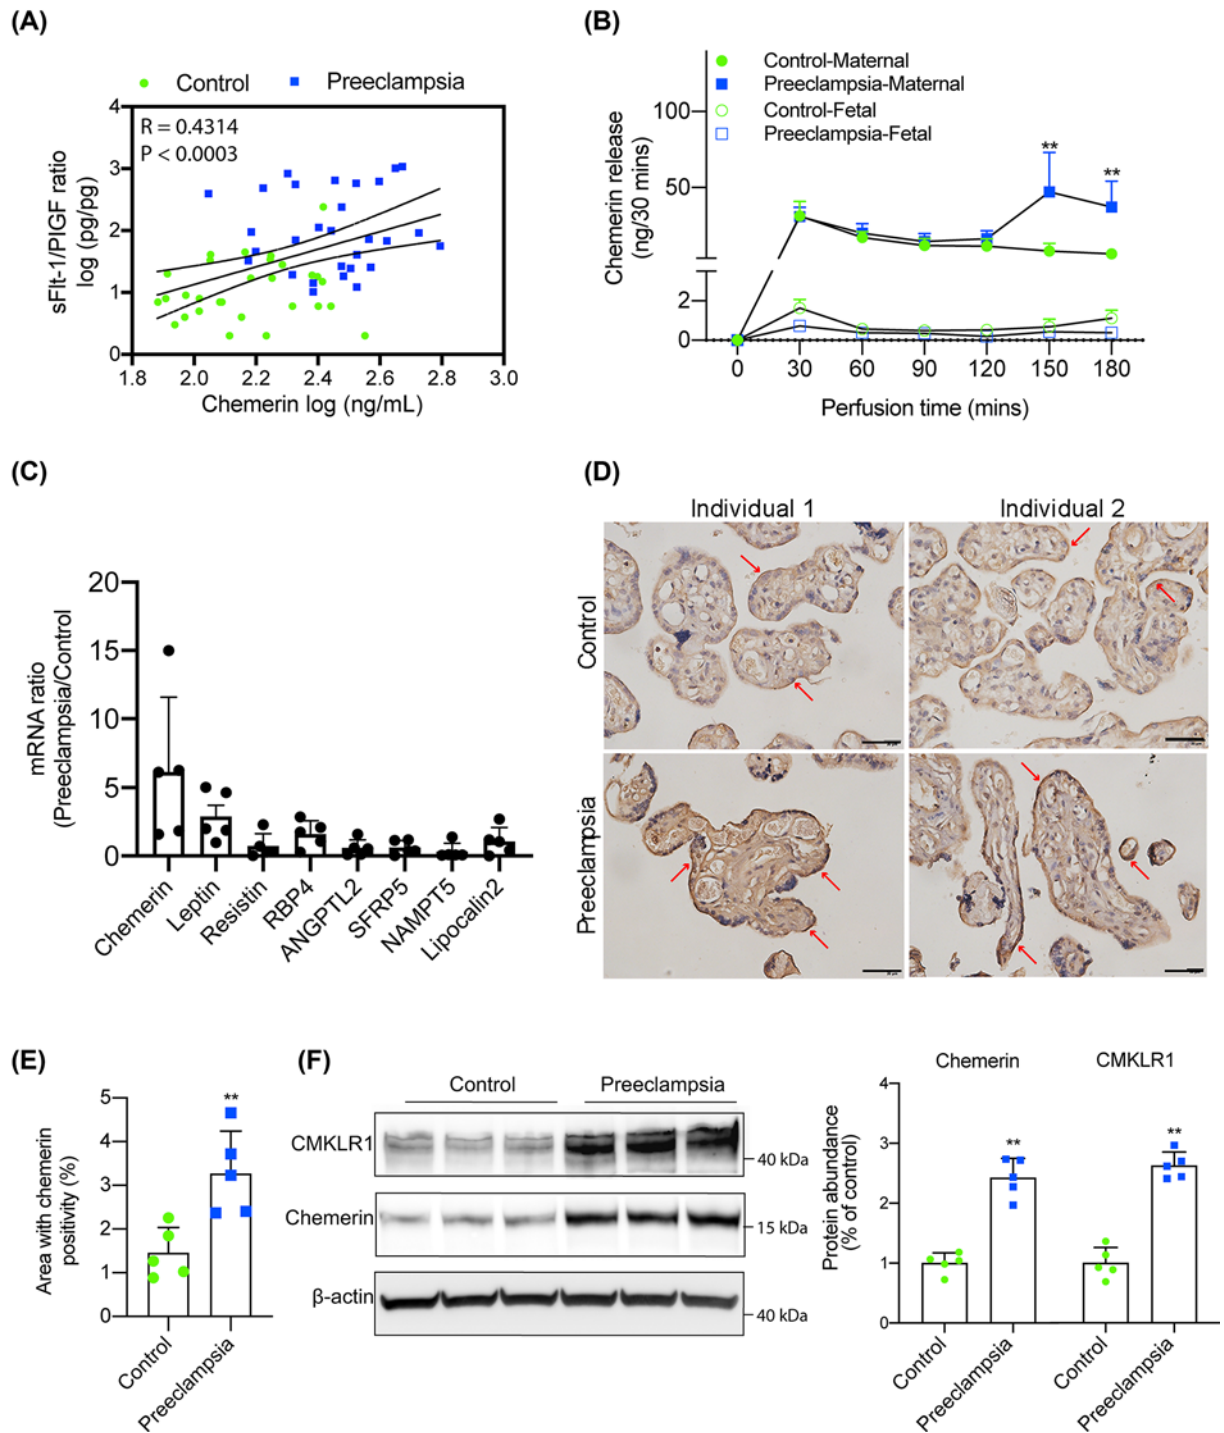 (A)
Control
Preeclampsia
R = 0.4314
P < 0.0003
sFlt-1/PlGF ratio
log (pg/pg)
4
3
2
1
0
1.8
2.0
2.2
2.4
2.6
2.8
3.0
Chemerin log (ng/mL)
(B)
Control-Maternal
Preeclampsia-Maternal
Control-Fetal
Preeclampsia-Fetal
Chemerin release
(ng/30 mins)
100
50
2
0
**
**
0
30
60
90
120
150
180
Perfusion time (mins)
(C)
mRNA ratio
(Preeclampsia/Control)
20
15
10
5
0
Chemerin
Leptin
Resistin
RBP4
ANGPTL2
SFRP5
NAMPT5
Lipocalin2
(D)
Individual 1
Individual 2
Control
Preeclampsia
(E)
Area with chemerin
positivity (%)
5
4
3
2
1
0
**
Control
Preeclampsia
(F)
Control
Preeclampsia
CMKLR1
40 kDa
Chemerin
15 kDa
β-actin
40 kDa
Chemerin
CMKLR1
Protein abundance
(% of control)
4
3
2
1
0
**
**
Control
Preeclampsia
Control
Preeclampsia